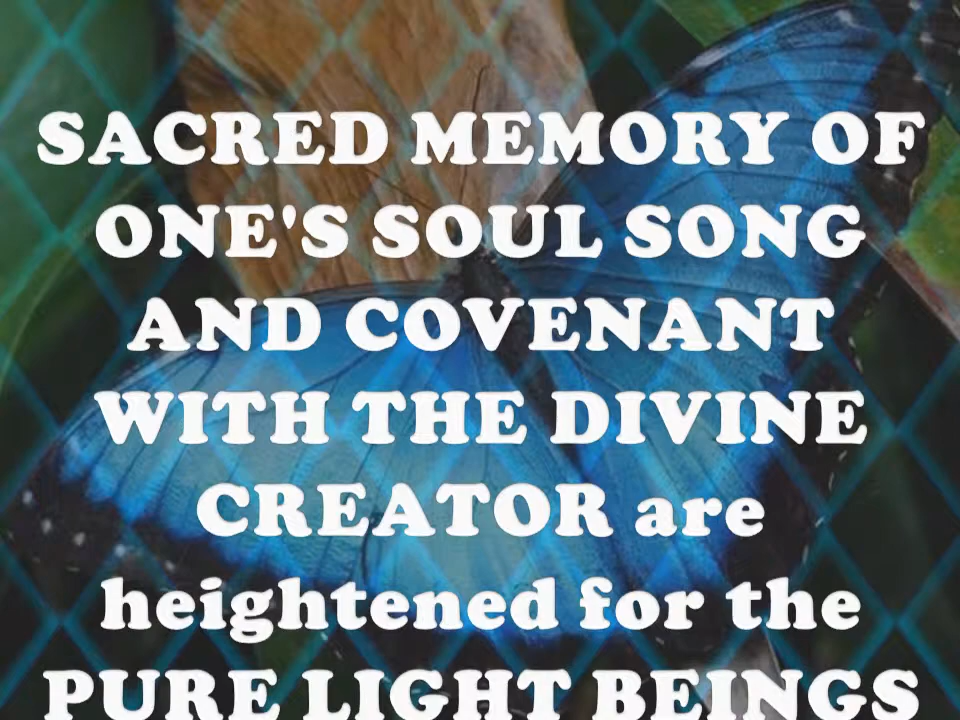 SACRED MEMORY OF
ONE'S SOUL SONG
AND COVENANT
WITH THE DIVINE
CREATOR are
heightened for the
PURE LIGHT BEINGS